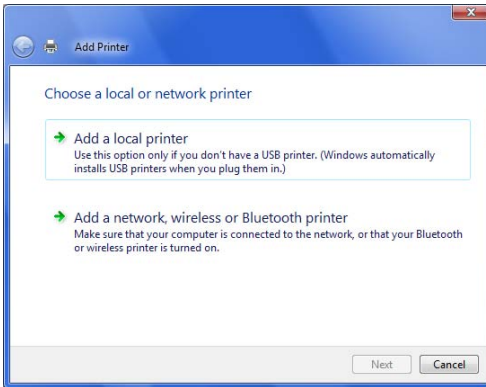 Add Printer
Choose a local or network printer
Add a local printer
Use this option only if you don't have a USB printer. (Windows automatically
installs USB printers when you plug them in.)
Add a network, wireless or Bluetooth printer
Make sure that your computer is connected to the network, or that your Bluetooth
or wireless printer is turned on.
Next Cancel